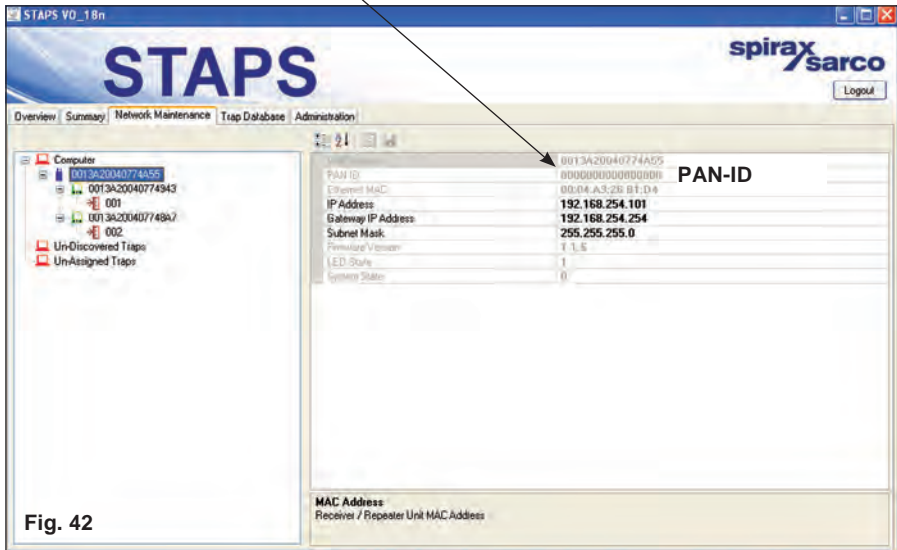 STAPS V0_18n
STAPS
spirax
sarco
Logout
Overview Summary Network Maintenance Trap Database Administration
Computer
0013A20040774A55
0013A20040774943
001
0013A200407748A7
002
Un-Discovered Traps
Un-Assigned Traps
MAC Address 0013A20040774A55
PAN ID 0000000000000000 PAN-ID
Ethernet MAC 00:04:A3:28:B1:D4
IP Address 192.168.254.101
Gateway IP Address 192.168.254.254
Subnet Mask 255.255.255.0
Firmware Version 1.1.6
LED State 1
System State 0
MAC Address
Receiver / Repeater Unit MAC Address
Fig. 42